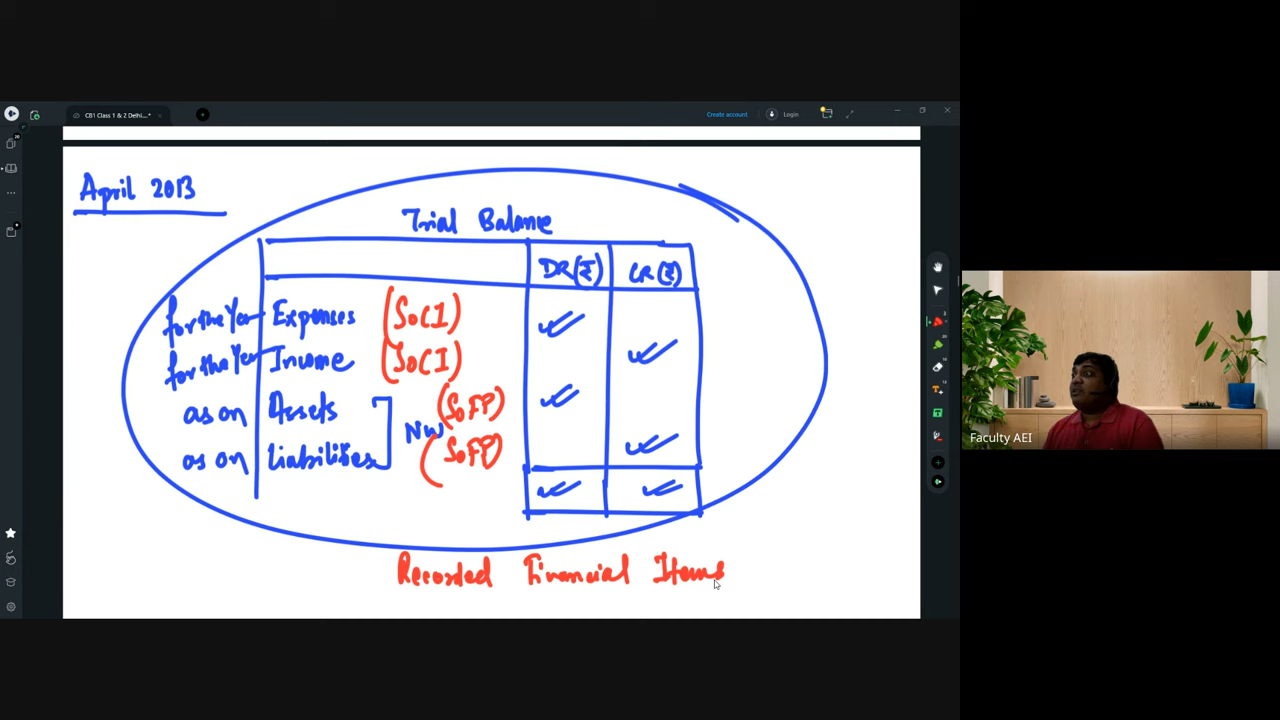 CB1 Class 1 & 2 Delhi...*
Create account
Login
April 2013
Trial Balance
DR(₹) CR(₹)
for the Year Expenses (SoCI)
for the Year Income (SoCI)
as on Assets (SoFP)
NW
as on Liabilities (SoFP)
Recorded Financial Items
Faculty AEI